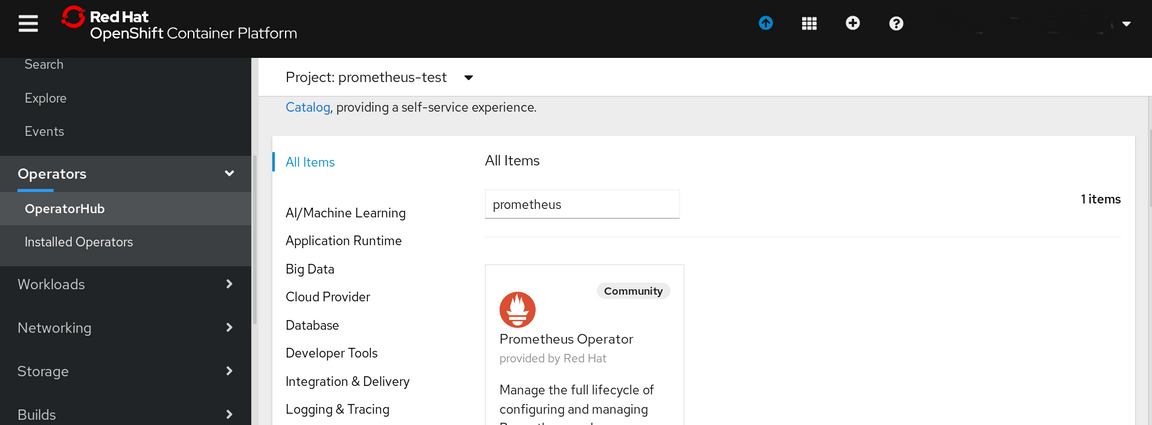 Red Hat
OpenShift Container Platform
Search
Explore
Events
Operators
OperatorHub
Installed Operators
Workloads
Networking
Storage
Builds
Project: prometheus-test
Catalog, providing a self-service experience.
All Items
AI/Machine Learning
Application Runtime
Big Data
Cloud Provider
Database
Developer Tools
Integration & Delivery
Logging & Tracing
All Items
prometheus
1 items
Community
Prometheus Operator
provided by Red Hat
Manage the full lifecycle of
configuring and managing